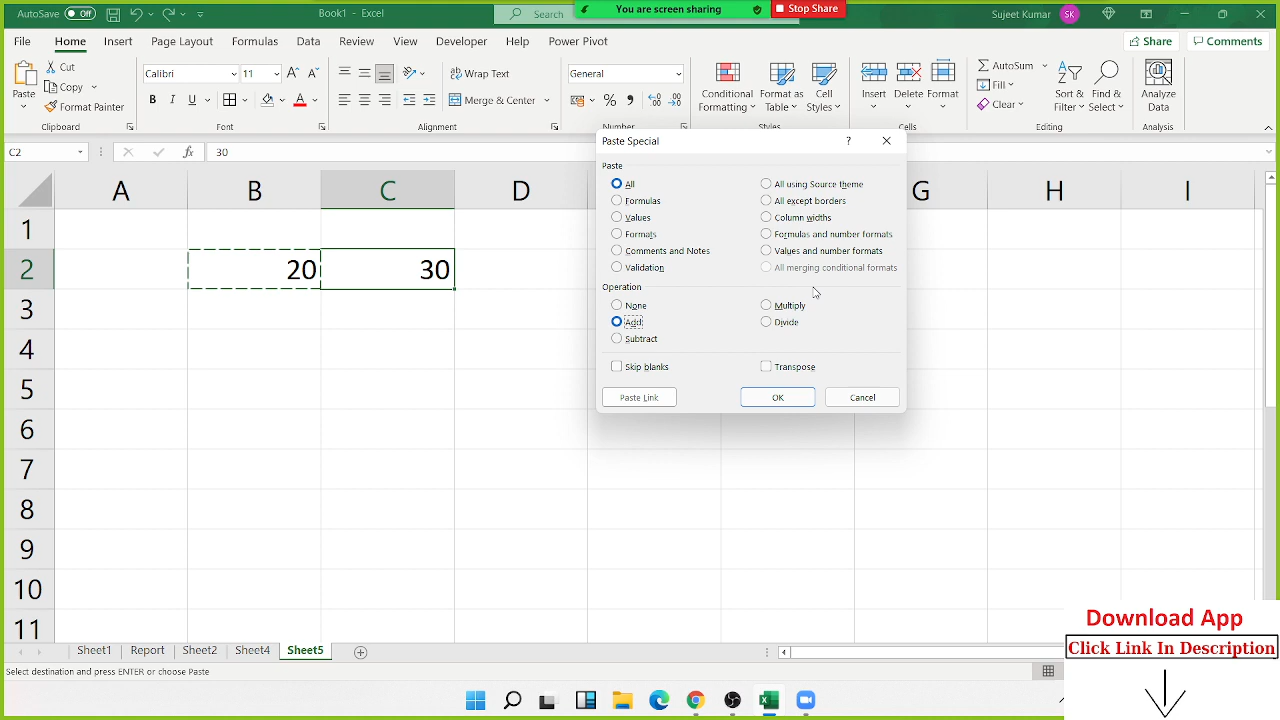 AutoSave Off Book1 - Excel Search You are screen sharing Stop Share Sujeet Kumar SK
File Home Insert Page Layout Formulas Data Review View Developer Help Power Pivot Share Comments
Paste Cut Copy Format Painter Clipboard
Calibri 11 B I U Font
Wrap Text Merge & Center Alignment
General Number
Conditional Formatting Format as Table Cell Styles Styles
Insert Delete Format Cells
AutoSum Fill Clear Sort & Filter Find & Select Editing
Analyze Data Analysis
C2 fx 30
A B C D G H I
1
2 20 30
3
4
5
6
7
8
9
10
11
Paste Special ?
Paste
All All using Source theme
Formulas All except borders
Values Column widths
Formats Formulas and number formats
Comments and Notes Values and number formats
Validation All merging conditional formats
Operation
None Multiply
Add Divide
Subtract
Skip blanks Transpose
Paste Link OK Cancel
Sheet1 Report Sheet2 Sheet4 Sheet5
Select destination and press ENTER or choose Paste
Download App
Click Link In Description